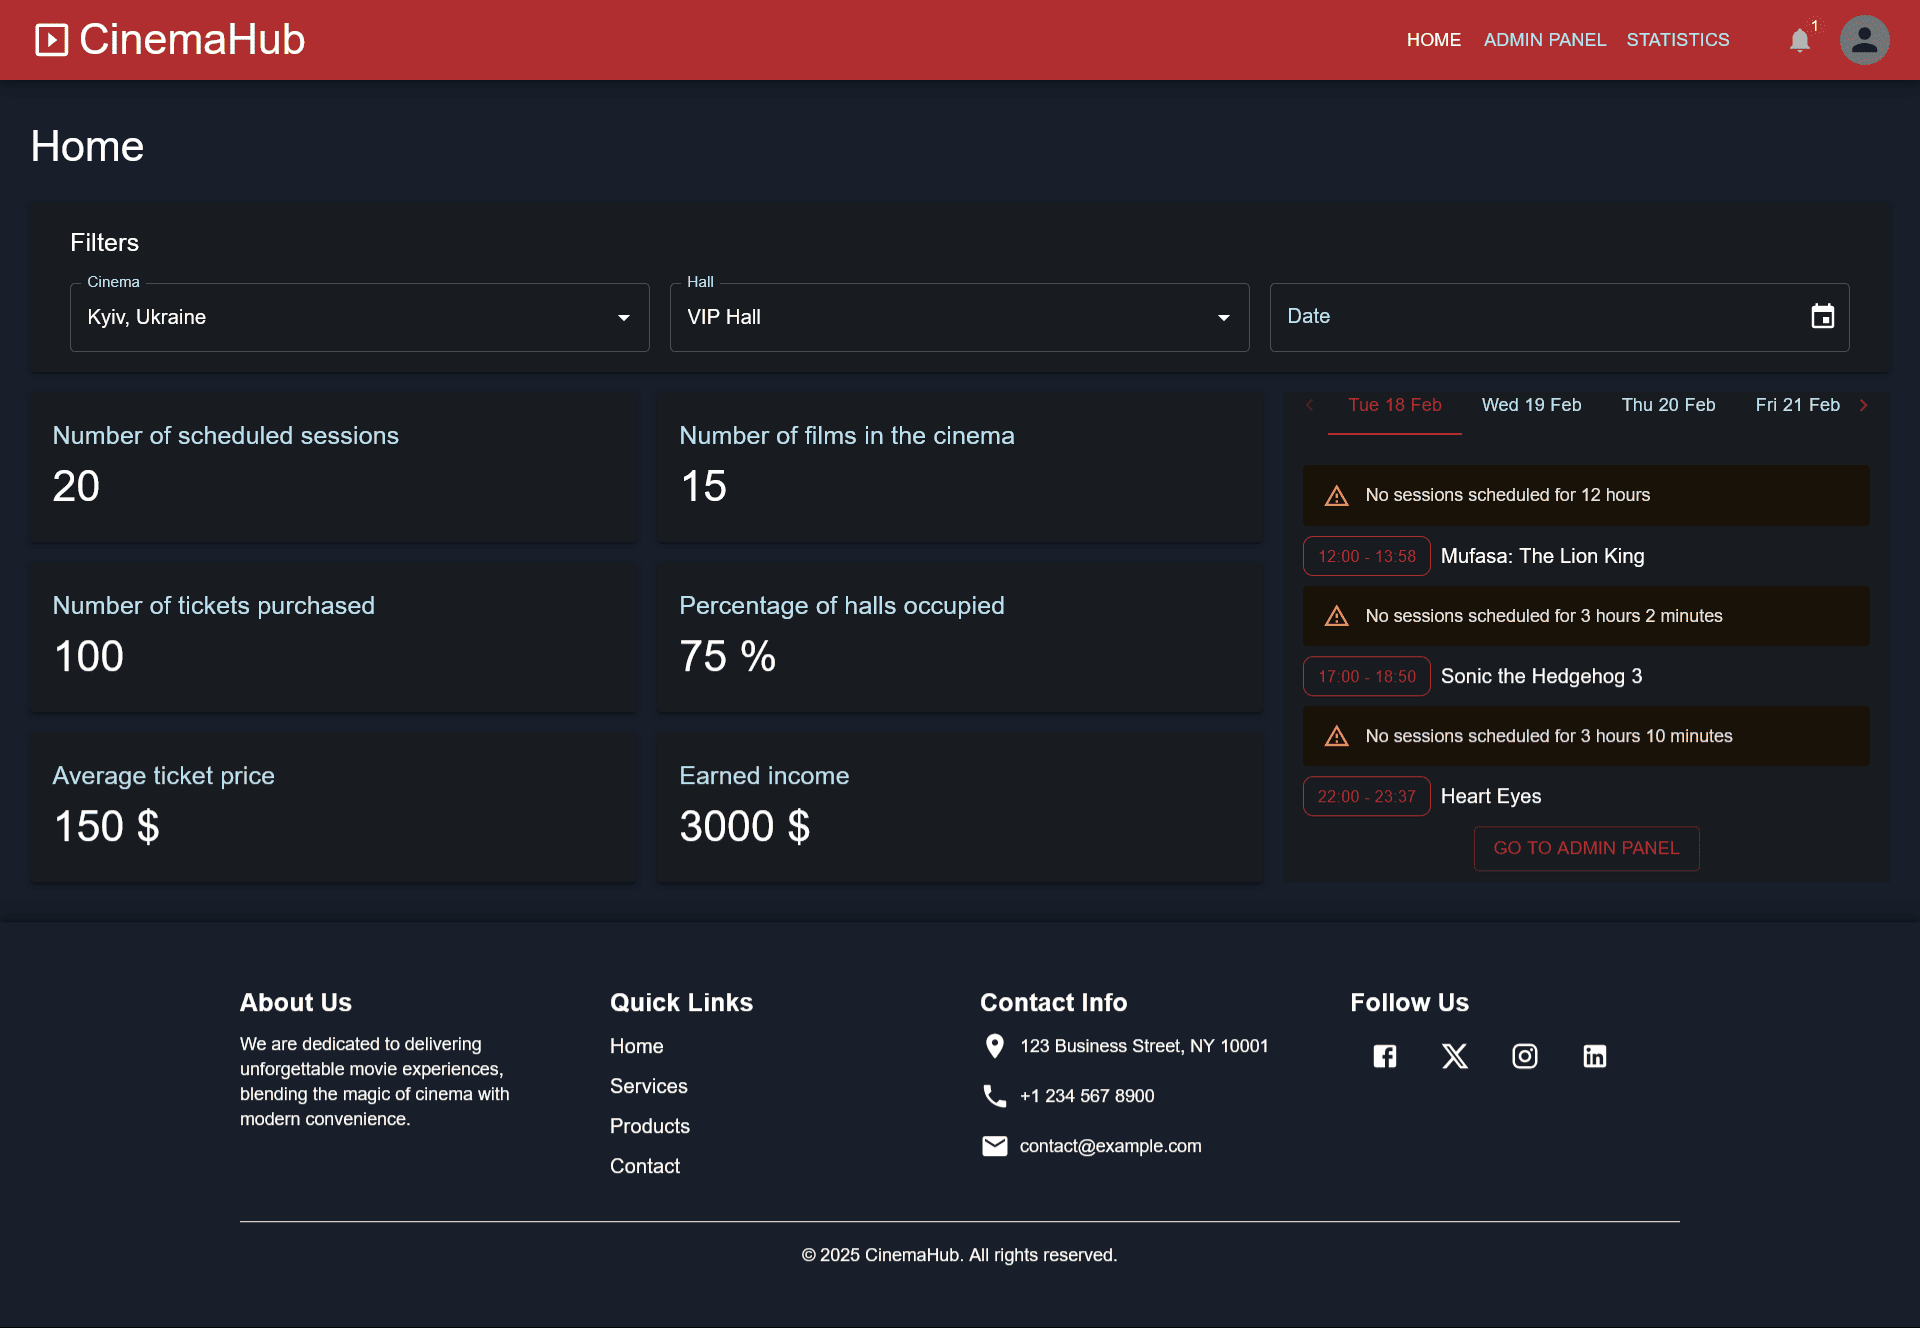 CinemaHub
HOME ADMIN PANEL STATISTICS 1
Home
Filters
Cinema
Kyiv, Ukraine
Hall
VIP Hall
Date
Number of scheduled sessions
20
Number of films in the cinema
15
Number of tickets purchased
100
Percentage of halls occupied
75 %
Average ticket price
150 $
Earned income
3000 $
Tue 18 Feb Wed 19 Feb Thu 20 Feb Fri 21 Feb
No sessions scheduled for 12 hours
12:00 - 13:58 Mufasa: The Lion King
No sessions scheduled for 3 hours 2 minutes
17:00 - 18:50 Sonic the Hedgehog 3
No sessions scheduled for 3 hours 10 minutes
22:00 - 23:37 Heart Eyes
GO TO ADMIN PANEL
About Us
We are dedicated to delivering
unforgettable movie experiences,
blending the magic of cinema with
modern convenience.
Quick Links
Home
Services
Products
Contact
Contact Info
123 Business Street, NY 10001
+1 234 567 8900
contact@example.com
Follow Us
© 2025 CinemaHub. All rights reserved.